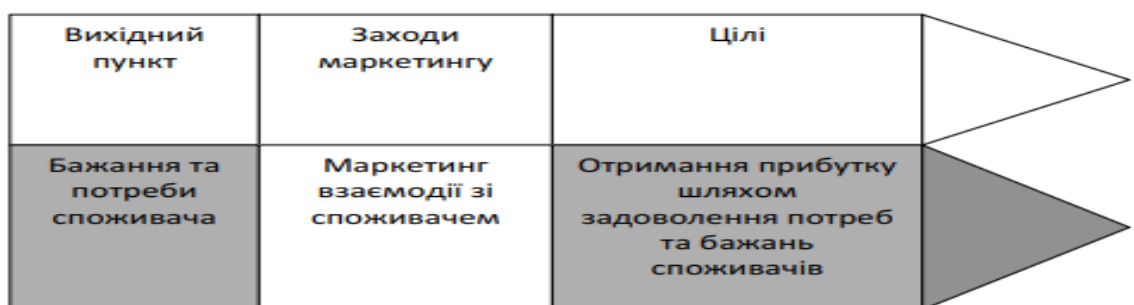 Вихідний
пункт
Заходи
маркетингу
Цілі
Бажання та
потреби
споживача
Маркетинг
взаємодії зі
споживачем
Отримання прибутку
шляхом
задоволення потреб
та бажань
споживачів